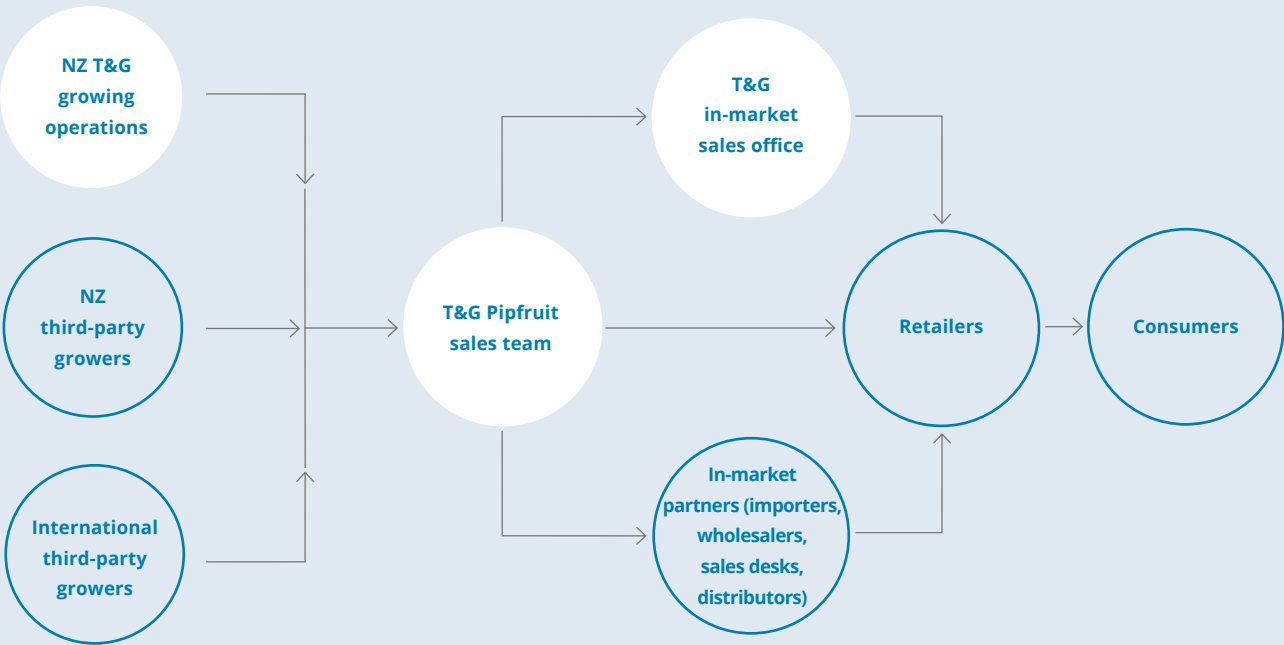 NZ T&G
growing
operations
NZ
third-party
growers
International
third-party
growers
T&G Pipfruit
sales team
T&G
in-market
sales office
In-market
partners (importers,
wholesalers,
sales desks,
distributors)
Retailers
Consumers